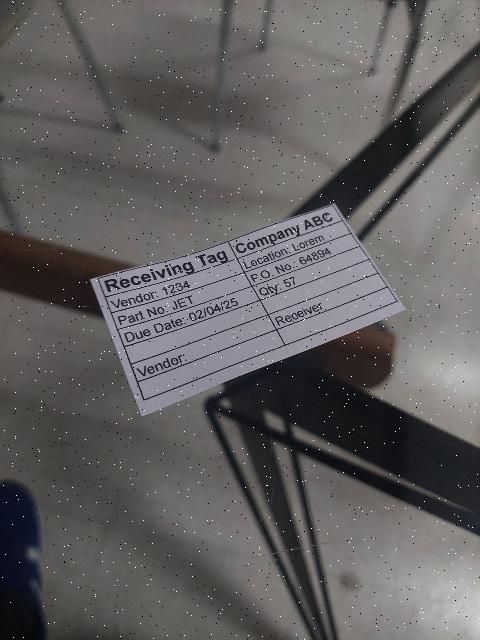 Receiving Tag Company ABC
Vendor: 1234 Location: Lorem
Part No: JET P.O. No.: 64894
Due Date: 02/04/25 Qty: 57
Vendor: Receiver